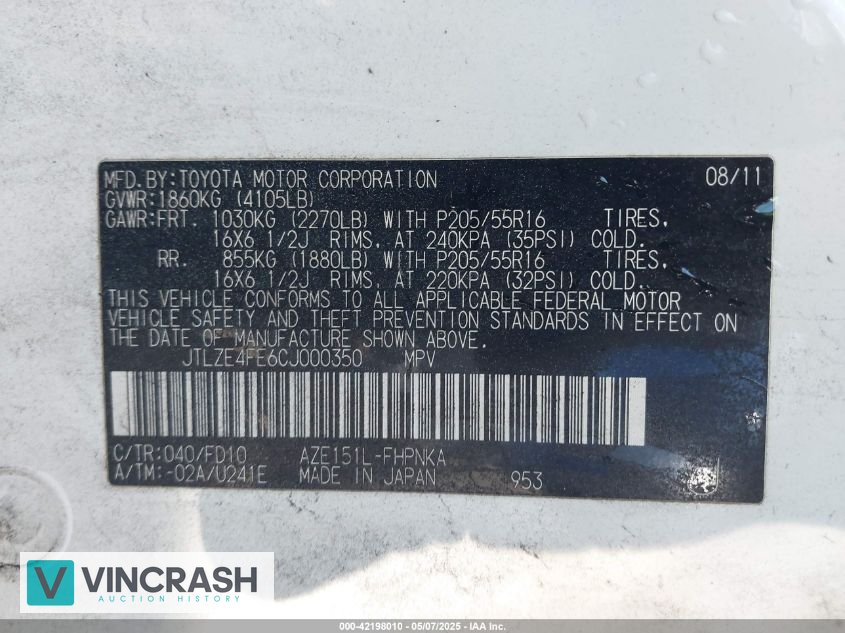 MFD.BY:TOYOTA MOTOR CORPORATION 08/11
GVWR:1860KG (4105LB)
GAWR:FRT. 1030KG (2270LB) WITH P205/55R16 TIRES,
16X6 1/2J RIMS. AT 240KPA (35PSI) COLD.
RR. 855KG (1880LB) WITH P205/55R16 TIRES,
16X6 1/2J RIMS. AT 220KPA (32PSI) COLD.
THIS VEHICLE CONFORMS TO ALL APPLICABLE FEDERAL MOTOR
VEHICLE SAFETY AND THEFT PREVENTION STANDARDS IN EFFECT ON
THE DATE OF MANUFACTURE SHOWN ABOVE.
JTLZE4FE6CJ000350 MPV
C/TR:040/FD10 AZE151L-FHPNKA
A/TM:-02A/U241E MADE IN JAPAN 953
VINCRASH
AUCTION HISTORY
000-42198010 — 05/07/2025 — IAA Inc.